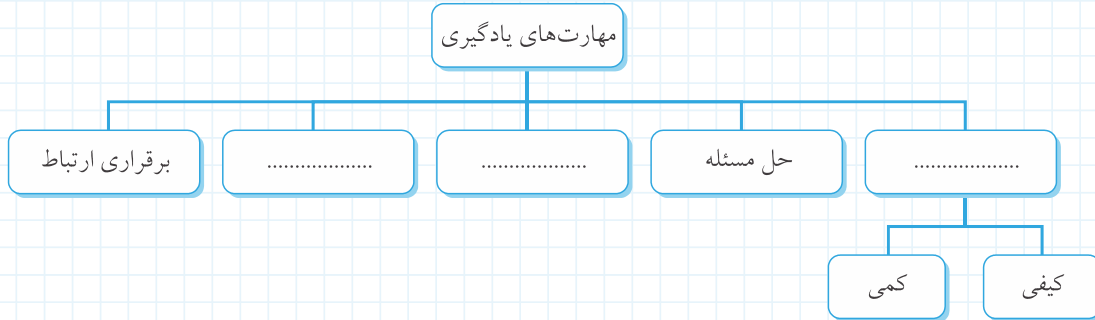 مهارت‌های یادگیری
...................
حل مسئله
...................
...................
برقراری ارتباط
کیفی
کمی